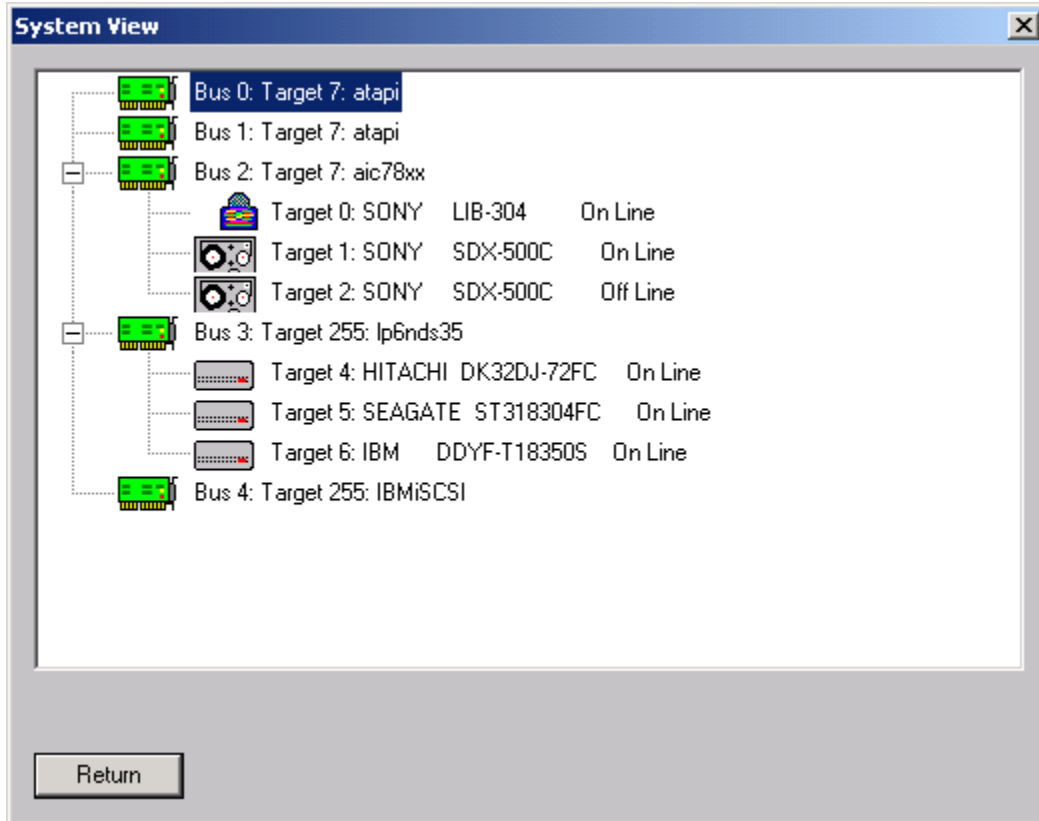 System View
Bus 0: Target 7: atapi
Bus 1: Target 7: atapi
Bus 2: Target 7: aic78xx
Target 0: SONY LIB-304 On Line
Target 1: SONY SDX-500C On Line
Target 2: SONY SDX-500C Off Line
Bus 3: Target 255: lp6nds35
Target 4: HITACHI DK32DJ-72FC On Line
Target 5: SEAGATE ST318304FC On Line
Target 6: IBM DDYF-T18350S On Line
Bus 4: Target 255: IBMiSCSI
Return